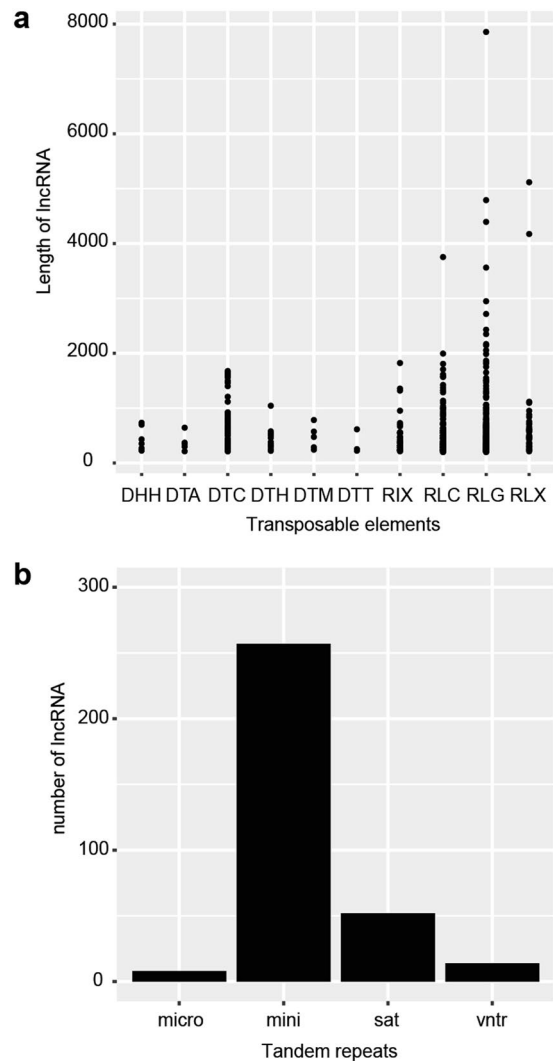 a
8000
6000
4000
2000
0
Length of lncRNA
DHH DTA DTC DTH DTM DTT RIX RLC RLG RLX
Transposable elements
b
300
200
100
0
number of lncRNA
micro mini sat vntr
Tandem repeats